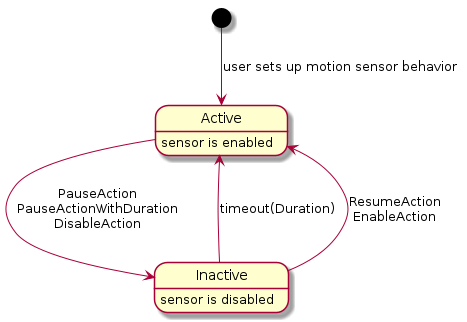 user sets up motion sensor behavior
Active
sensor is enabled
PauseAction
PauseActionWithDuration
DisableAction
timeout(Duration)
ResumeAction
EnableAction
Inactive
sensor is disabled